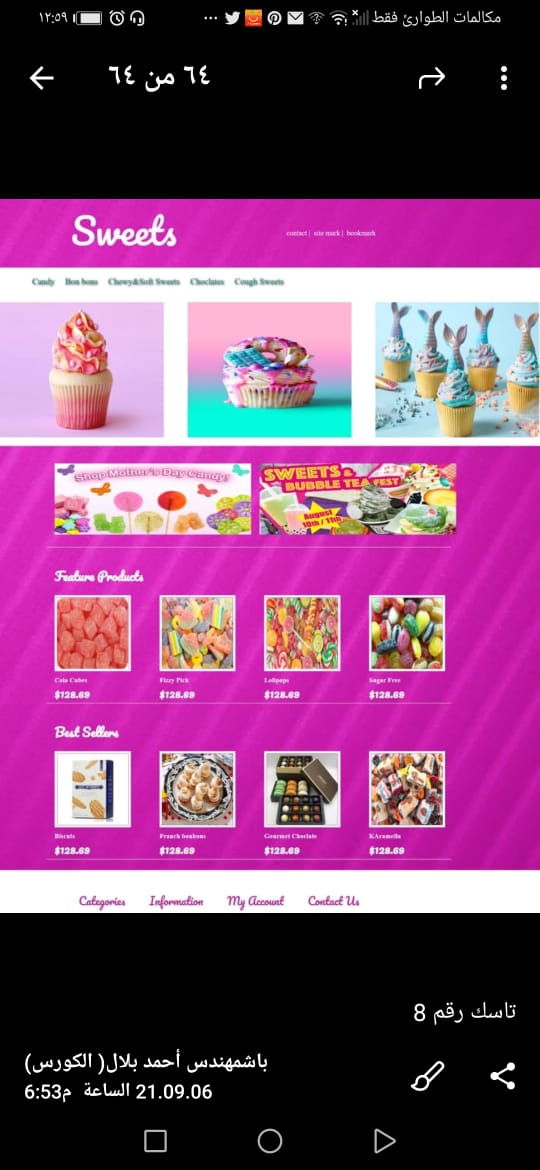 ١٢:٥٩
مكالمات الطوارئ فقط
٦٤ من ٦٤
Sweets
contact | site mark | bookmark
Candy Bon bons Chewy&Soft Sweets Choclates Cough Sweets
Shop Mother's Day Candy!
SWEETS &
BUBBLE TEA FEST
August
10th / 11th
Feature Products
Cola Cubes Fizzy Pick Lolipops Sugar Free
$128.69 $128.69 $128.69 $128.69
Best Sellers
Biscuts Franch bonbons Gourmet Choclate KAramella
$128.69 $128.69 $128.69 $128.69
Categories Information My Account Contact Us
تاسك رقم 8
باشمهندس أحمد بلال( الكورس)
21.09.06 الساعة 6:53م